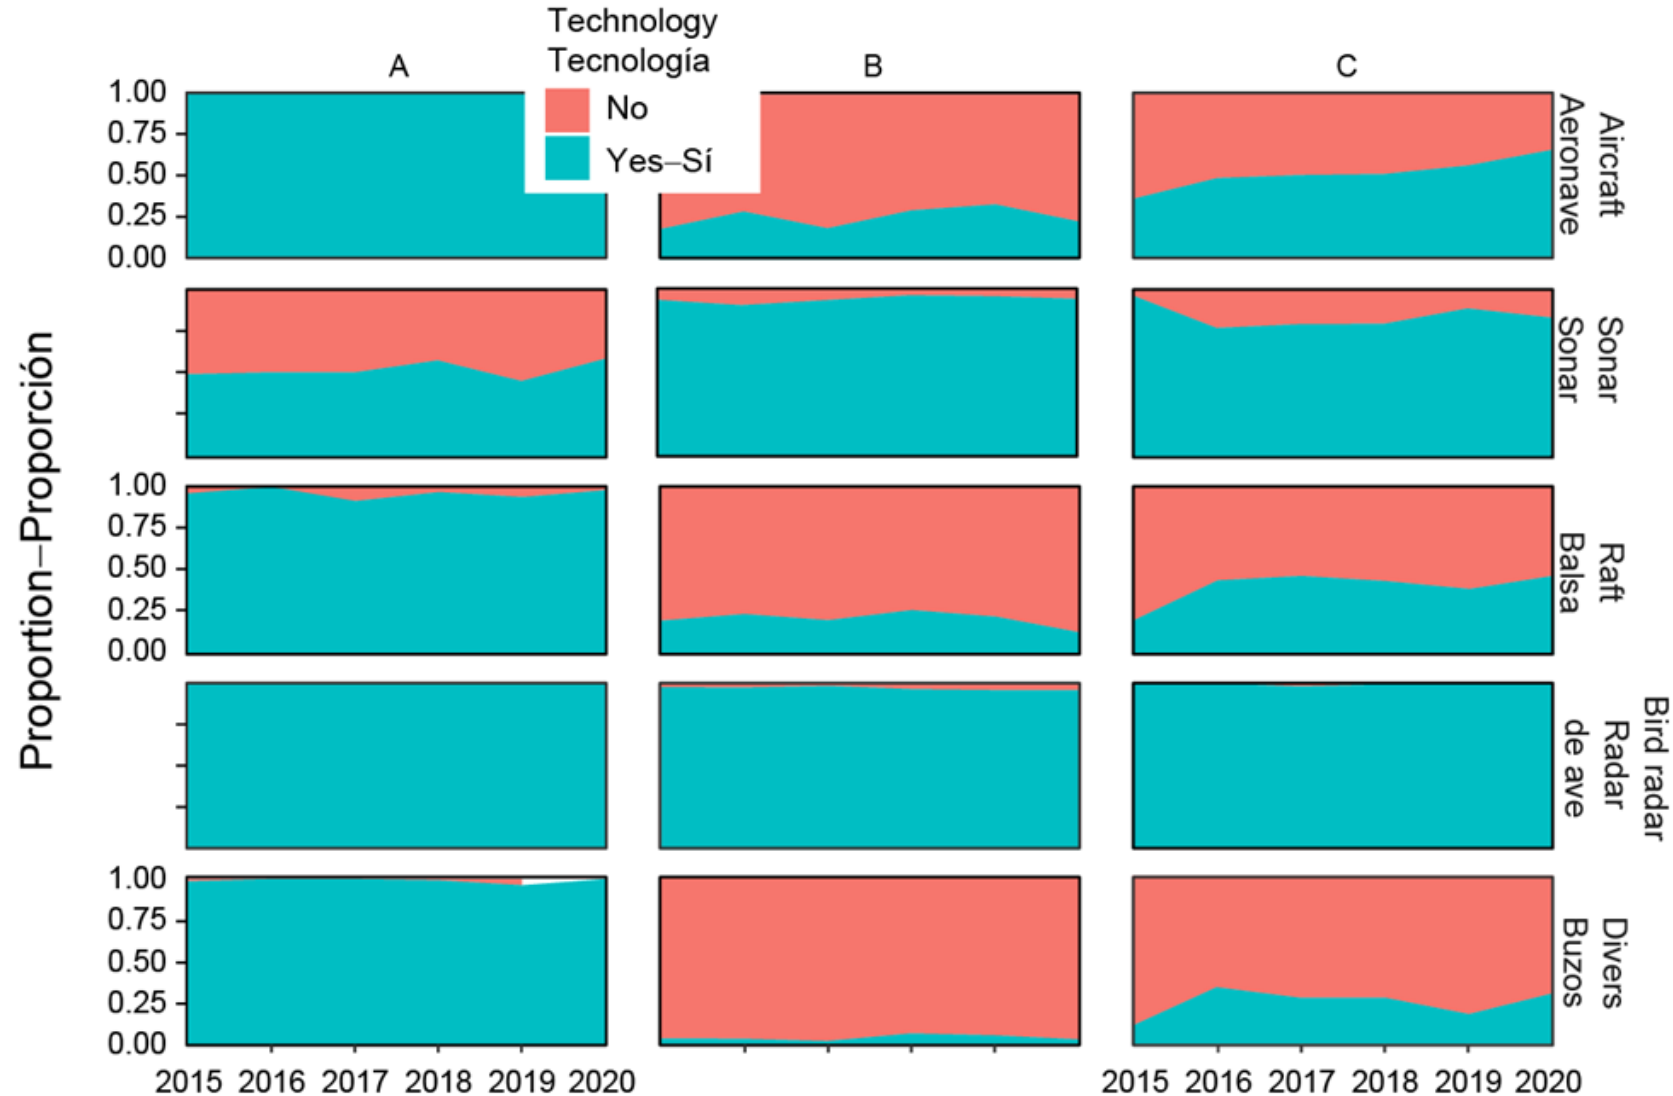 Technology
Tecnología
No
Yes–Sí
A
B
C
1.00
0.75
0.50
0.25
0.00
Aircraft
Aeronave
Sonar
Sonar
1.00
0.75
0.50
0.25
0.00
Raft
Balsa
Bird radar
Radar
de ave
1.00
0.75
0.50
0.25
0.00
Divers
Buzos
Proportion–Proporción
2015 2016 2017 2018 2019 2020
2015 2016 2017 2018 2019 2020